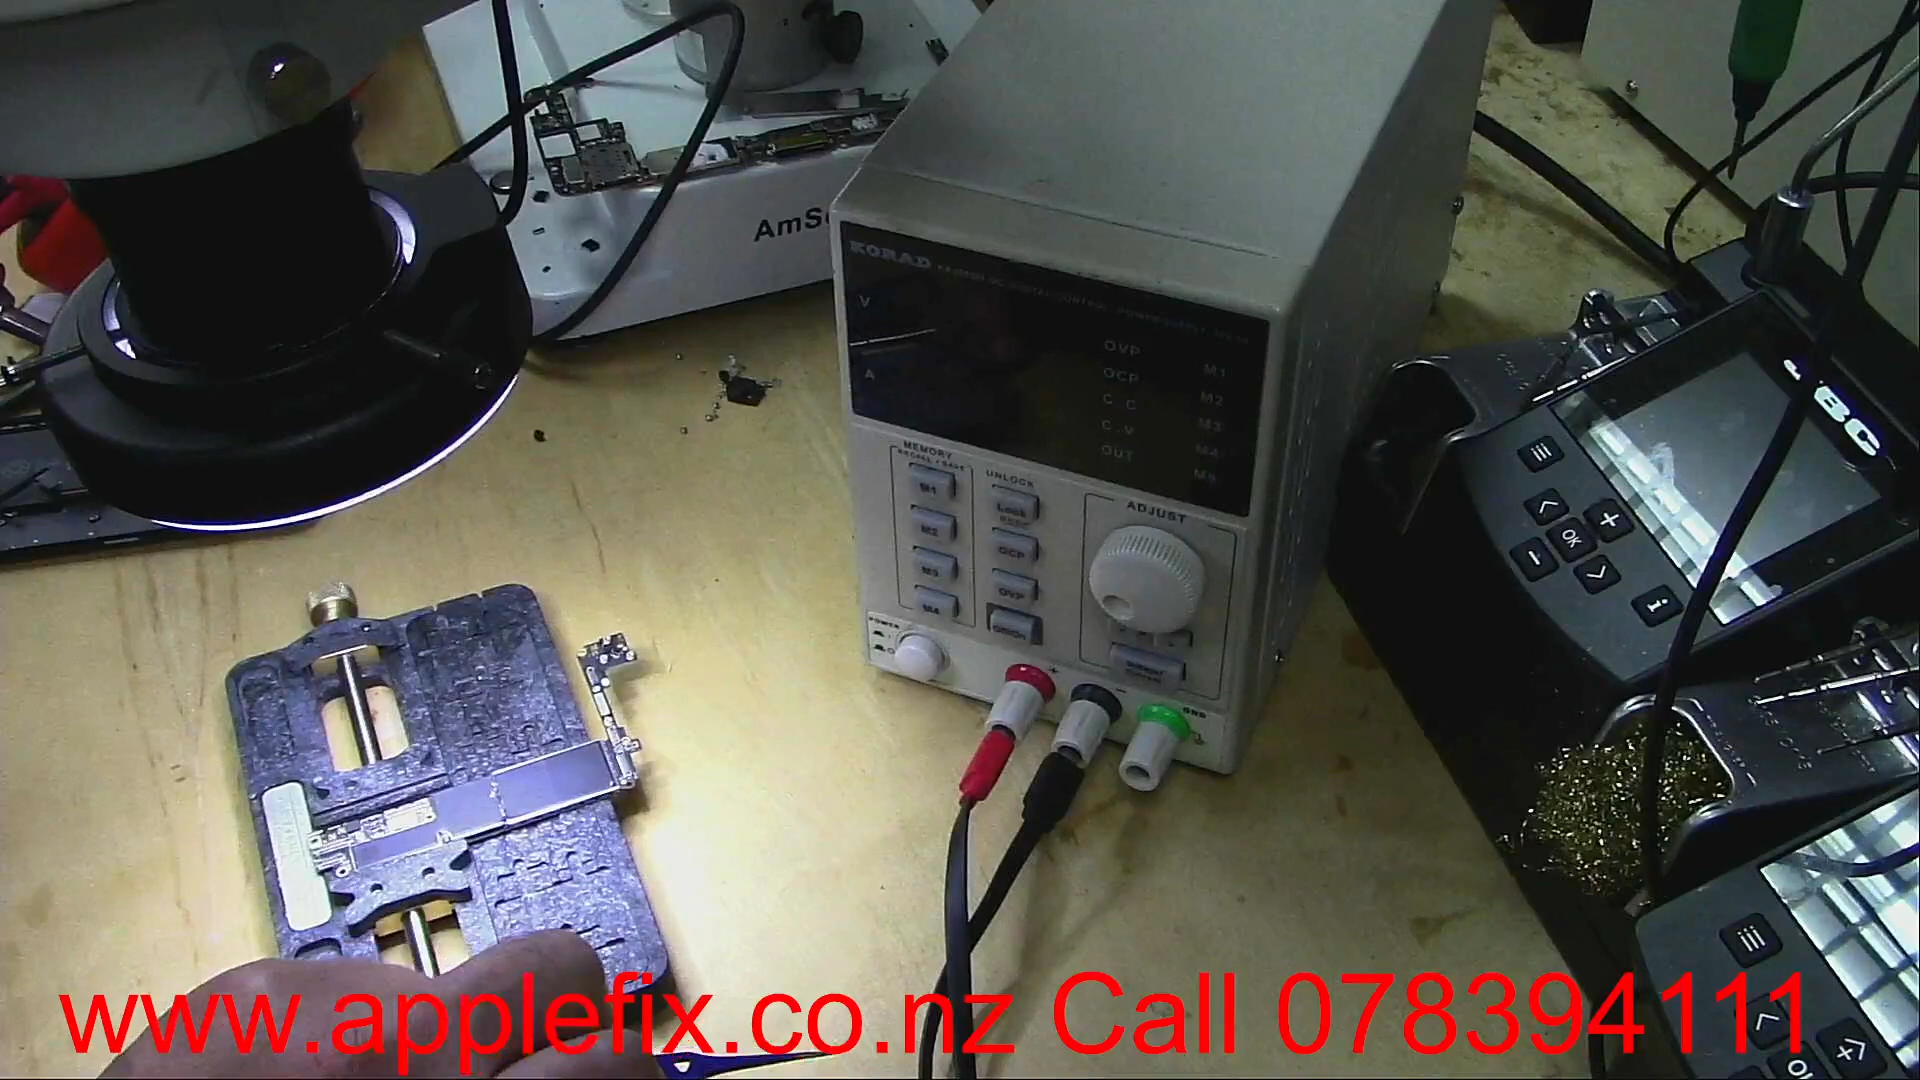 KORAD
V
A
OVP
OCP
C.C
C.V
OUT
M1
M2
M3
M4
M5
MEMORY
M1
M2
M3
M4
UNLOCK
Lock
OCP
OVP
ADJUST
POWER
+
-
GND
JBC
OK
i
www.applefix.co.nz Call 078394111